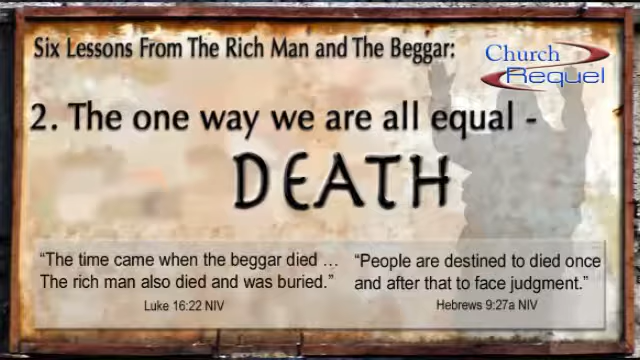 Six Lessons From The Rich Man and The Beggar:
Church
Requel
2. The one way we are all equal -
DEATH
“The time came when the beggar died ...
The rich man also died and was buried.”
Luke 16:22 NIV
“People are destined to died once
and after that to face judgment.”
Hebrews 9:27a NIV